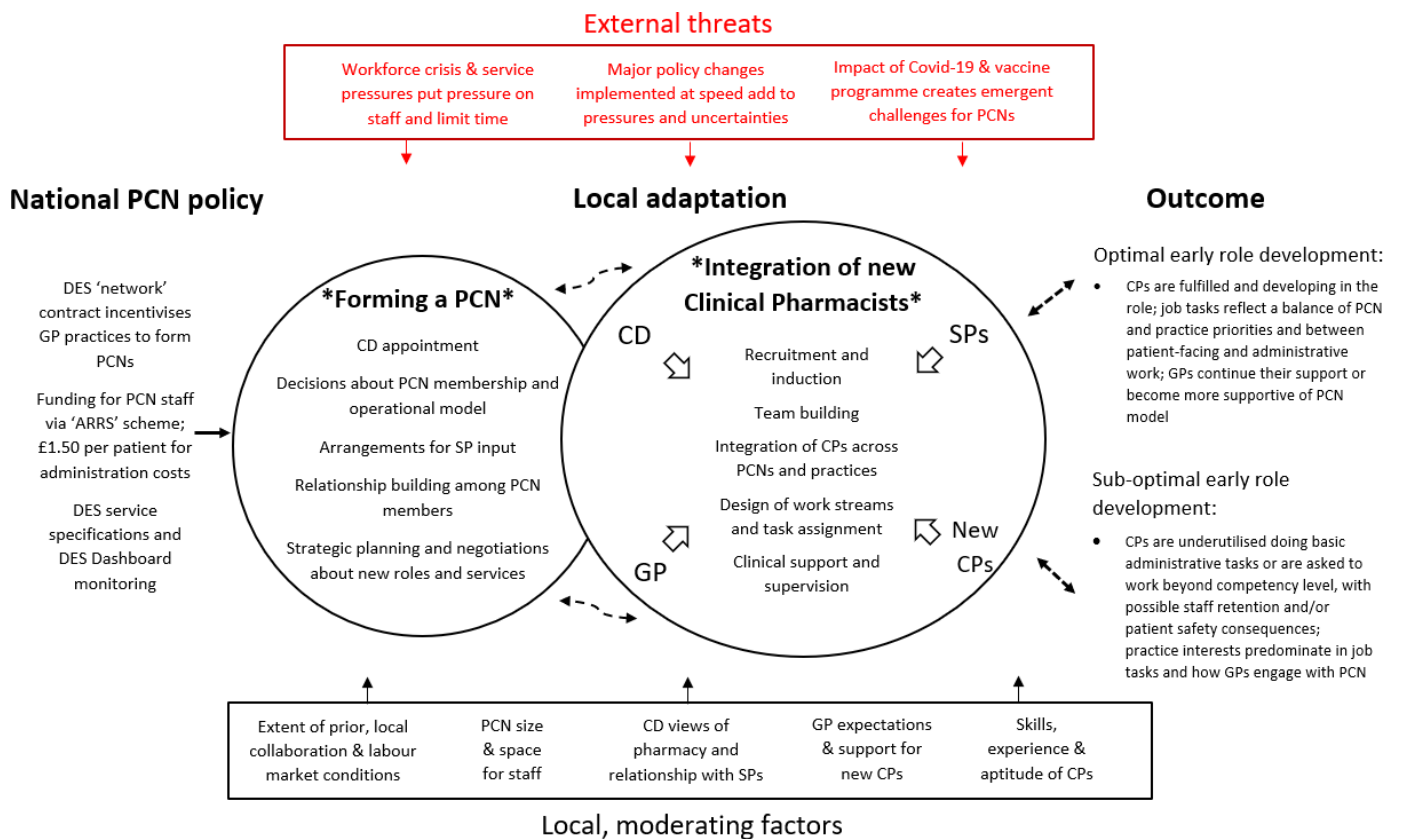 External threats
Workforce crisis & service
pressures put pressure on
staff and limit time
Major policy changes
implemented at speed add to
pressures and uncertainties
Impact of Covid-19 & vaccine
programme creates emergent
challenges for PCNs
National PCN policy
Local adaptation
Outcome
DES ‘network’
contract incentivises
GP practices to form
PCNs
Funding for PCN staff
via ‘ARRS’ scheme;
£1.50 per patient for
administration costs
DES service
specifications and
DES Dashboard
monitoring
*Forming a PCN*
CD appointment
Decisions about PCN membership and
operational model
Arrangements for SP input
Relationship building among PCN
members
Strategic planning and negotiations
about new roles and services
*Integration of new
Clinical Pharmacists*
CD
SPs
Recruitment and
induction
Team building
Integration of CPs across
PCNs and practices
Design of work streams
and task assignment
Clinical support and
supervision
GP
New
CPs
Optimal early role development:
• CPs are fulfilled and developing in the
role; job tasks reflect a balance of PCN
and practice priorities and between
patient-facing and administrative
work; GPs continue their support or
become more supportive of PCN
model
Sub-optimal early role
development:
• CPs are underutilised doing basic
administrative tasks or are asked to
work beyond competency level, with
possible staff retention and/or
patient safety consequences;
practice interests predominate in job
tasks and how GPs engage with PCN
Extent of prior, local
collaboration & labour
market conditions
PCN size
& space
for staff
CD views of
pharmacy and
relationship with SPs
GP expectations
& support for
new CPs
Skills,
experience &
aptitude of CPs
Local, moderating factors